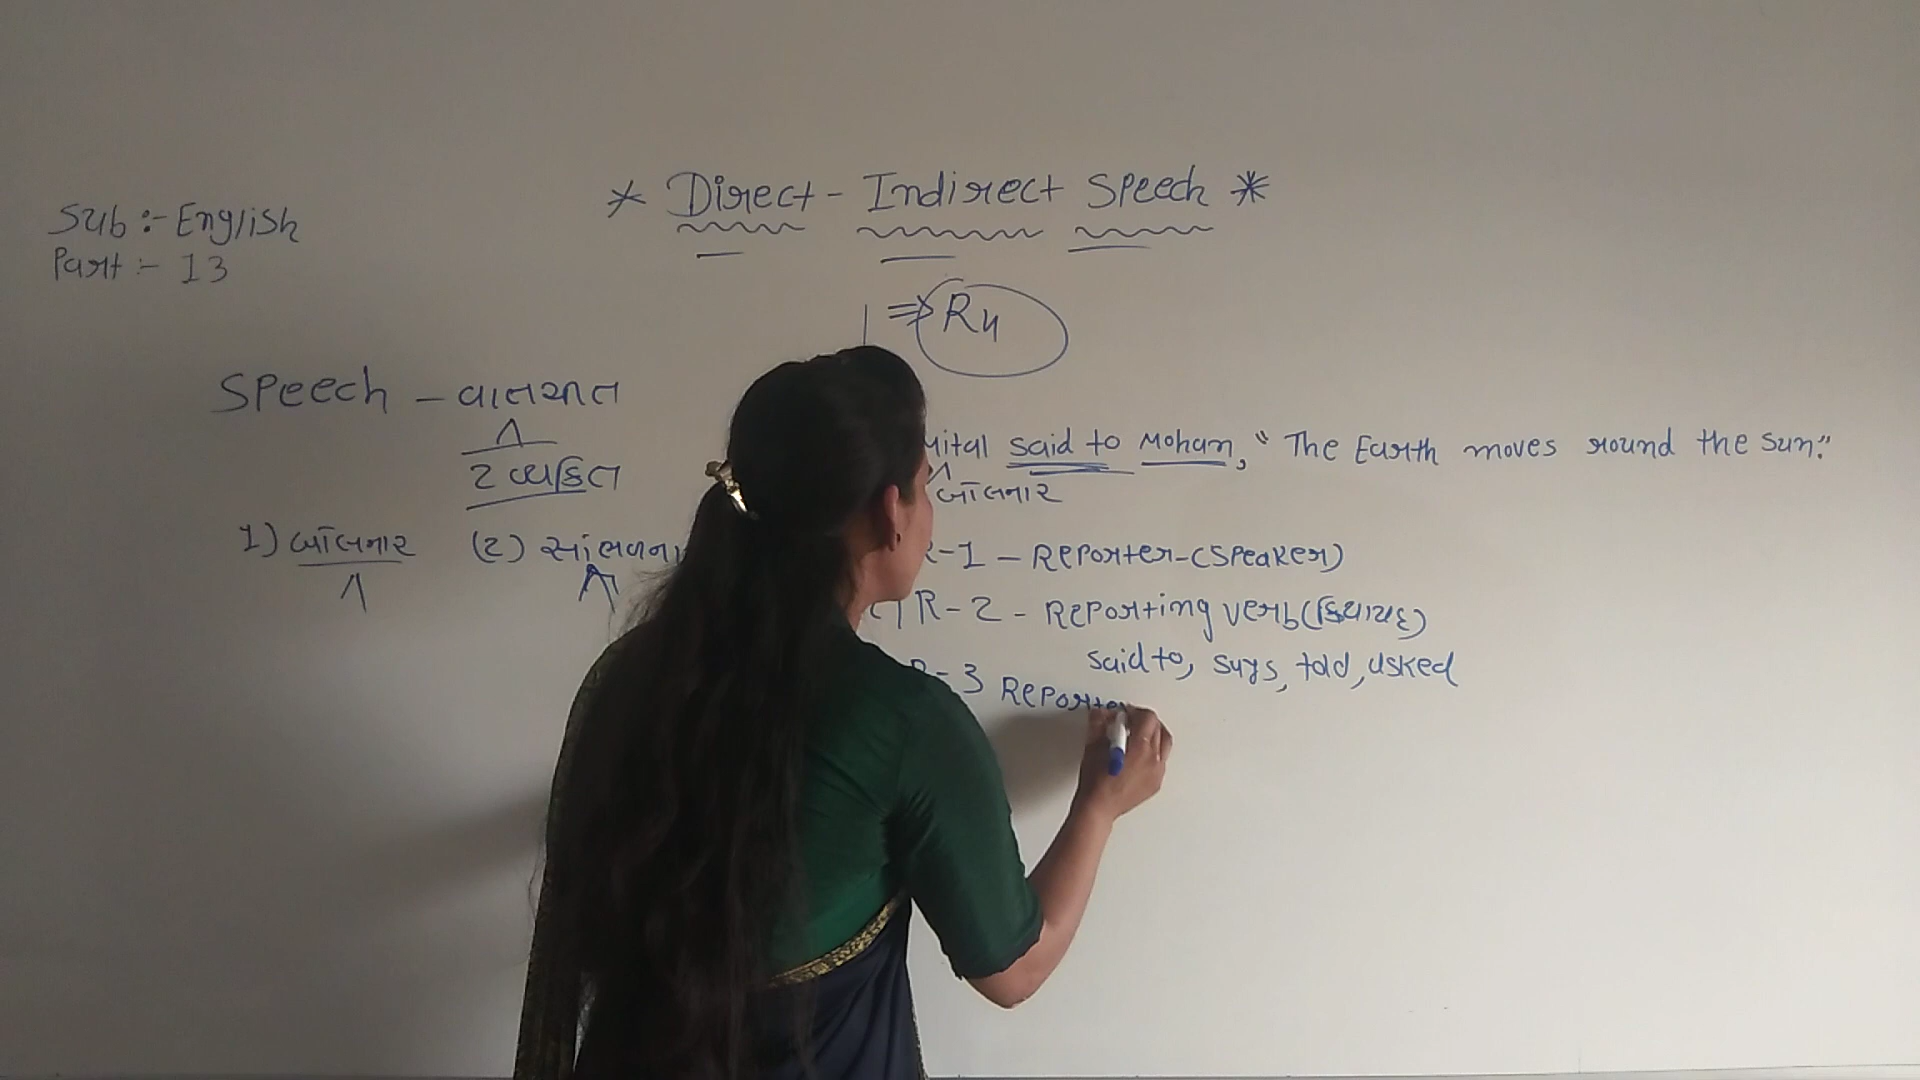 * Direct - Indirect Speech *
Sub :- English
Part :- 13
⇒ R4
Speech - વાતચીત
2 વ્યકિત
1) બોલનાર (2) સાંભળના
said to Mohan, "The Earth moves round the sun."
બોલનાર
-1 - Reporter-(Speaker)
R-2 - Reporting verb (ક્રિયાપદ)
said to, says, told, asked
-3 Reporte